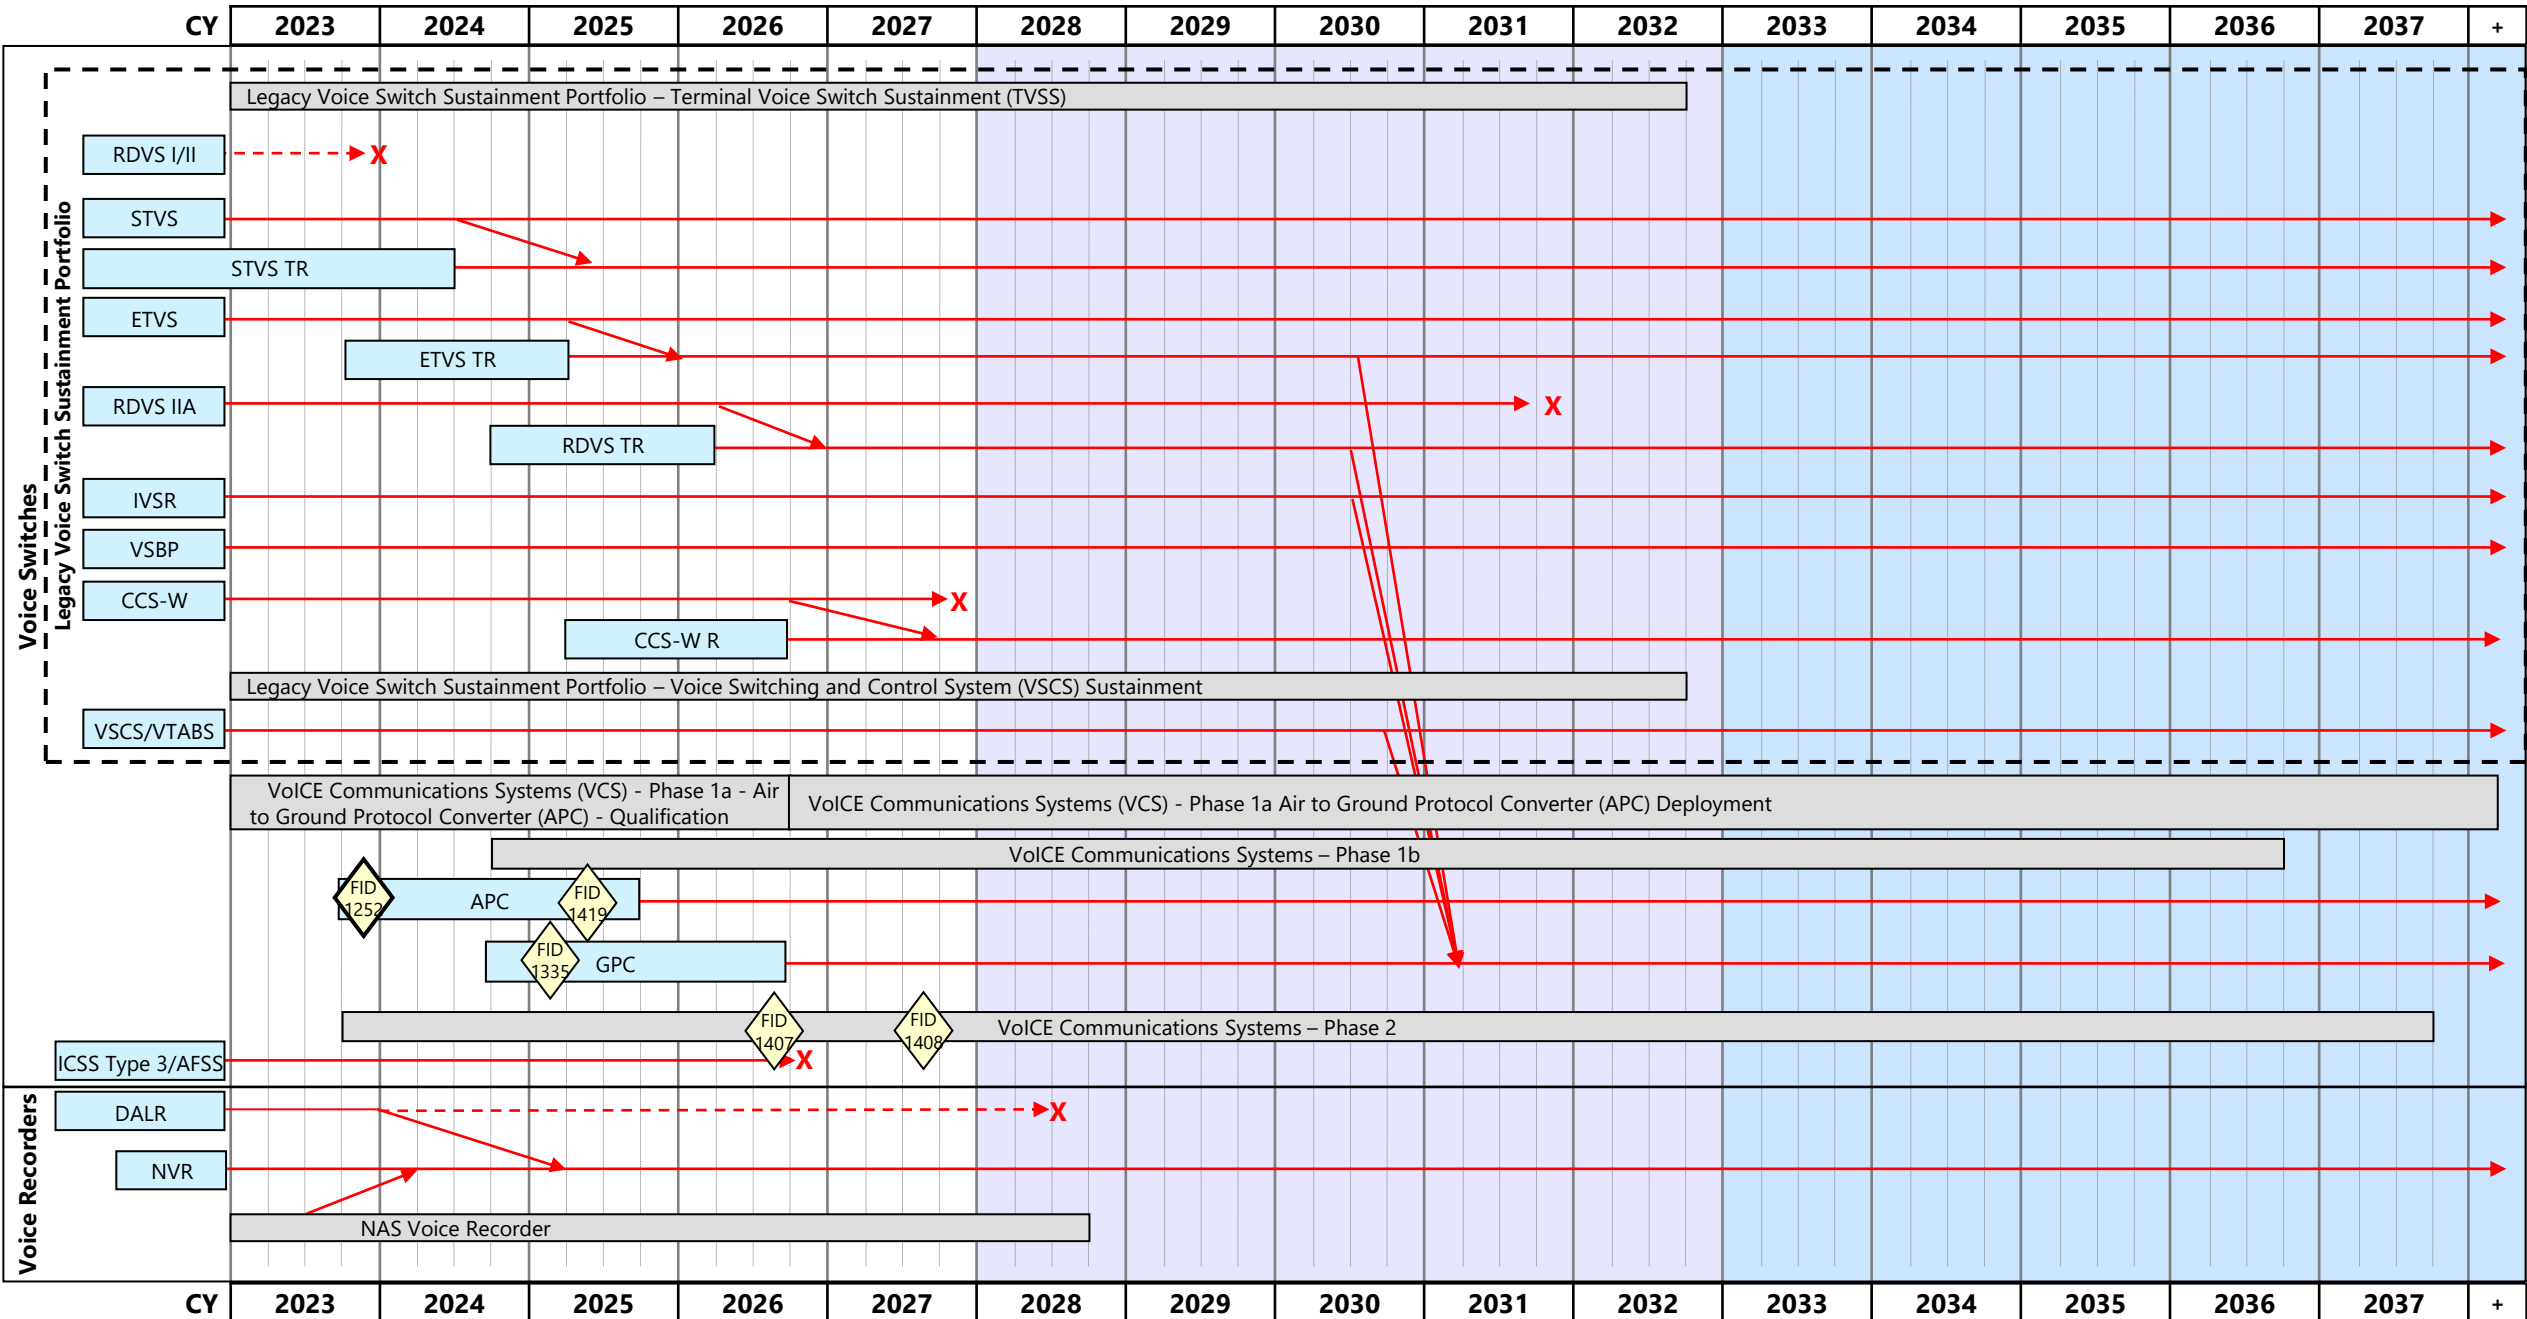 CY 2023 2024 2025 2026 2027 2028 2029 2030 2031 2032 2033 2034 2035 2036 2037 +
Voice Switches
Legacy Voice Switch Sustainment Portfolio
Legacy Voice Switch Sustainment Portfolio – Terminal Voice Switch Sustainment (TVSS)
RDVS I/II X
STVS
STVS TR
ETVS
ETVS TR
RDVS IIA X
RDVS TR
IVSR
VSBP
CCS-W X
CCS-W R
Legacy Voice Switch Sustainment Portfolio – Voice Switching and Control System (VSCS) Sustainment
VSCS/VTABS
VoICE Communications Systems (VCS) - Phase 1a - Air
to Ground Protocol Converter (APC) - Qualification
VoICE Communications Systems (VCS) - Phase 1a Air to Ground Protocol Converter (APC) Deployment
VoICE Communications Systems – Phase 1b
FID
1252
APC
FID
1419
FID
1335
GPC
FID
1407
FID
1408
VoICE Communications Systems – Phase 2
ICSS Type 3/AFSS X
Voice Recorders
DALR X
NVR
NAS Voice Recorder
CY 2023 2024 2025 2026 2027 2028 2029 2030 2031 2032 2033 2034 2035 2036 2037 +